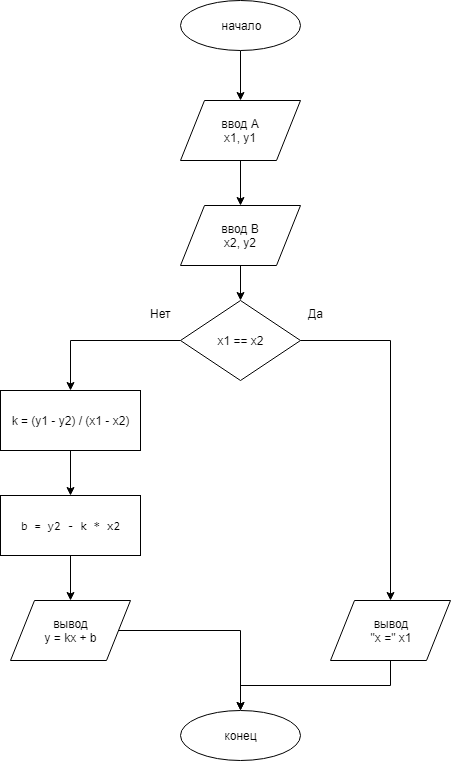 начало
ввод A
x1, y1
ввод B
x2, y2
Нет
Да
x1 == x2
k = (y1 - y2) / (x1 - x2)
b = y2 - k * x2
вывод
y = kx + b
вывод
"x =" x1
конец